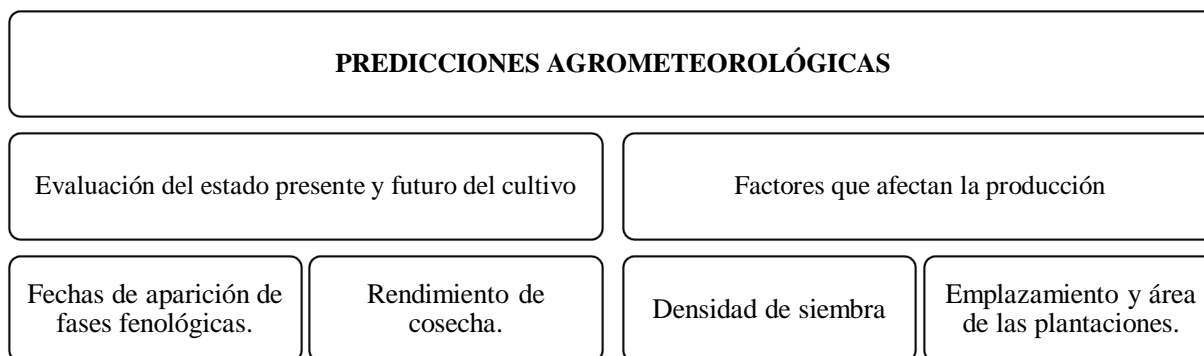 PREDICCIONES AGROMETEOROLÓGICAS
Evaluación del estado presente y futuro del cultivo
Factores que afectan la producción
Fechas de aparición de
fases fenológicas.
Rendimiento de
cosecha.
Densidad de siembra
Emplazamiento y área
de las plantaciones.